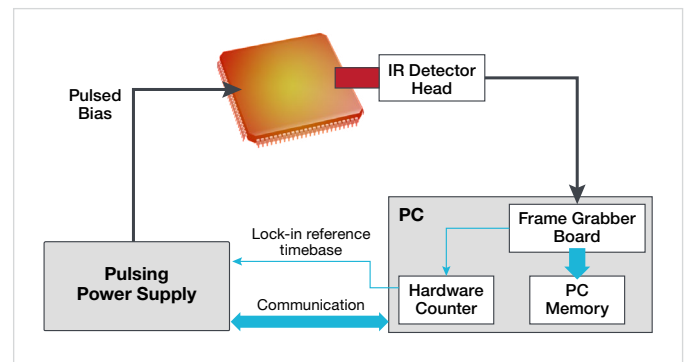 IR Detector
Head
Pulsed
Bias
PC
Frame Grabber
Board
Lock-in reference
timebase
Pulsing
Power Supply
Hardware
Counter
PC
Memory
Communication